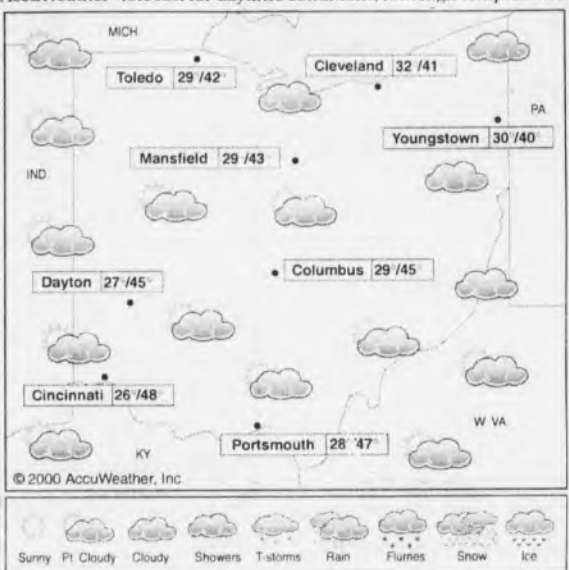 MICH
Toledo 29°/42°
Cleveland 32°/41°
PA
Youngstown 30°/40°
Mansfield 29°/43°
IND
Columbus 29°/45°
Dayton 27°/45°
Cincinnati 26°/48°
W VA
KY
Portsmouth 28°/47°
© 2000 AccuWeather, Inc
Sunny Pt Cloudy Cloudy Showers T-storms Rain Flurries Snow Ice